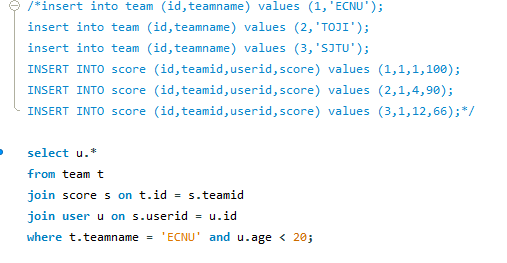 /*insert into team (id,teamname) values (1,'ECNU');
insert into team (id,teamname) values (2,'TOJI');
insert into team (id,teamname) values (3,'SJTU');
INSERT INTO score (id,teamid,userid,score) values (1,1,1,100);
INSERT INTO score (id,teamid,userid,score) values (2,1,4,90);
INSERT INTO score (id,teamid,userid,score) values (3,1,12,66);*/
select u.*
from team t
join score s on t.id = s.teamid
join user u on s.userid = u.id
where t.teamname = 'ECNU' and u.age < 20;